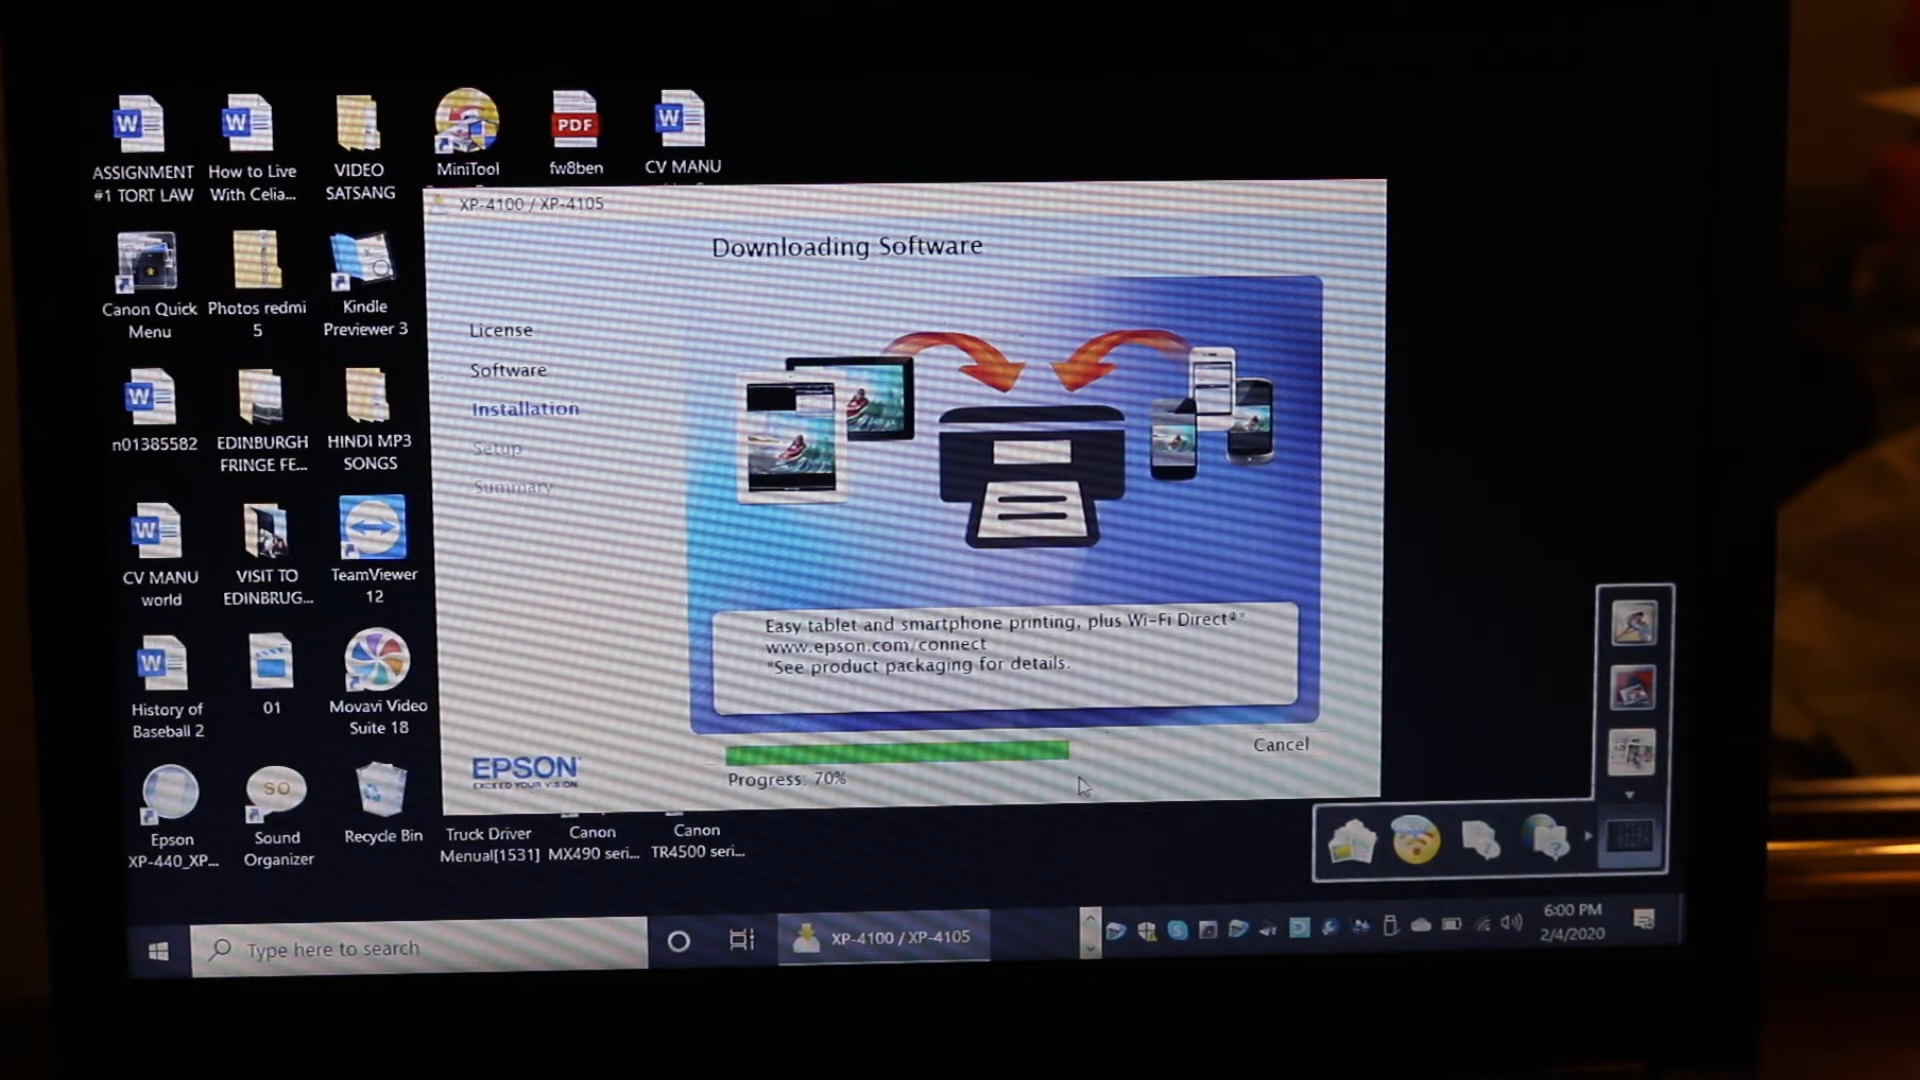 ASSIGNMENT
#1 TORT LAW
How to Live
With Celia...
VIDEO
SATSANG
MiniTool
PDF
fw8ben
CV MANU
Canon Quick
Menu
Photos redmi
5
Kindle
Previewer 3
n01385582
EDINBURGH
FRINGE FE...
HINDI MP3
SONGS
CV MANU
world
VISIT TO
EDINBRUG...
TeamViewer
12
History of
Baseball 2
01
Movavi Video
Suite 18
Epson
XP-440_XP...
SO
Sound
Organizer
Recycle Bin
Truck Driver
Menual[1531]
Canon
MX490 seri...
Canon
TR4500 seri...
XP-4100 / XP-4105
Downloading Software
License
Software
Installation
Setup
Summary
Easy tablet and smartphone printing, plus Wi-Fi Direct®*
www.epson.com/connect
*See product packaging for details.
EPSON
EXCEED YOUR VISION
Progress: 70%
Cancel
Type here to search
XP-4100 / XP-4105
6:00 PM
2/4/2020